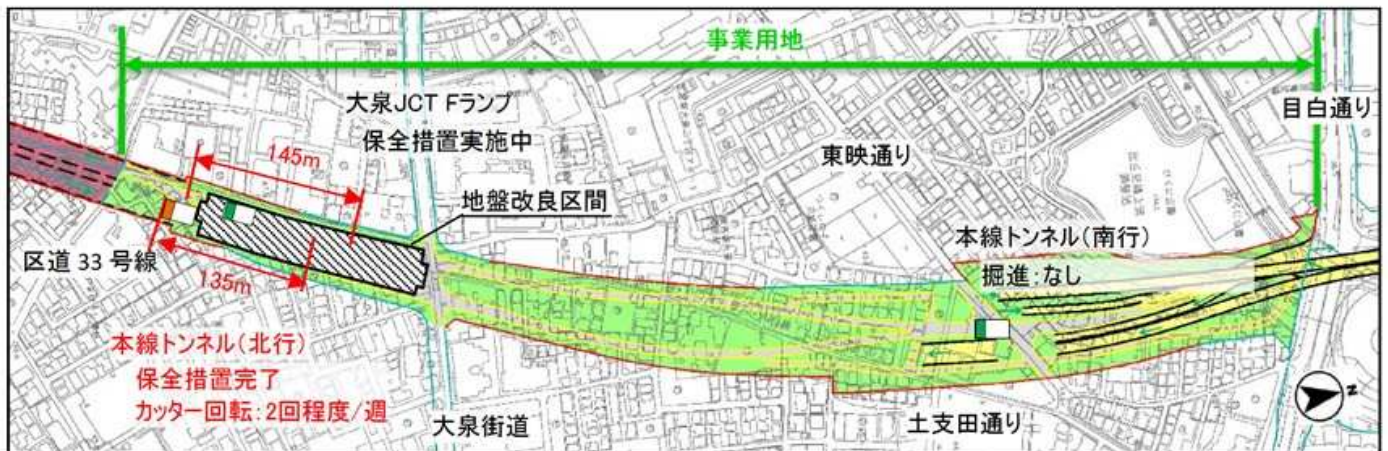 事業用地
目白通り
大泉JCT Fランプ
保全措置実施中
東映通り
145m
地盤改良区間
本線トンネル(南行)
掘進:なし
区道 33 号線
135m
本線トンネル(北行)
保全措置完了
カッター回転:2回程度/週
大泉街道
土支田通り
N